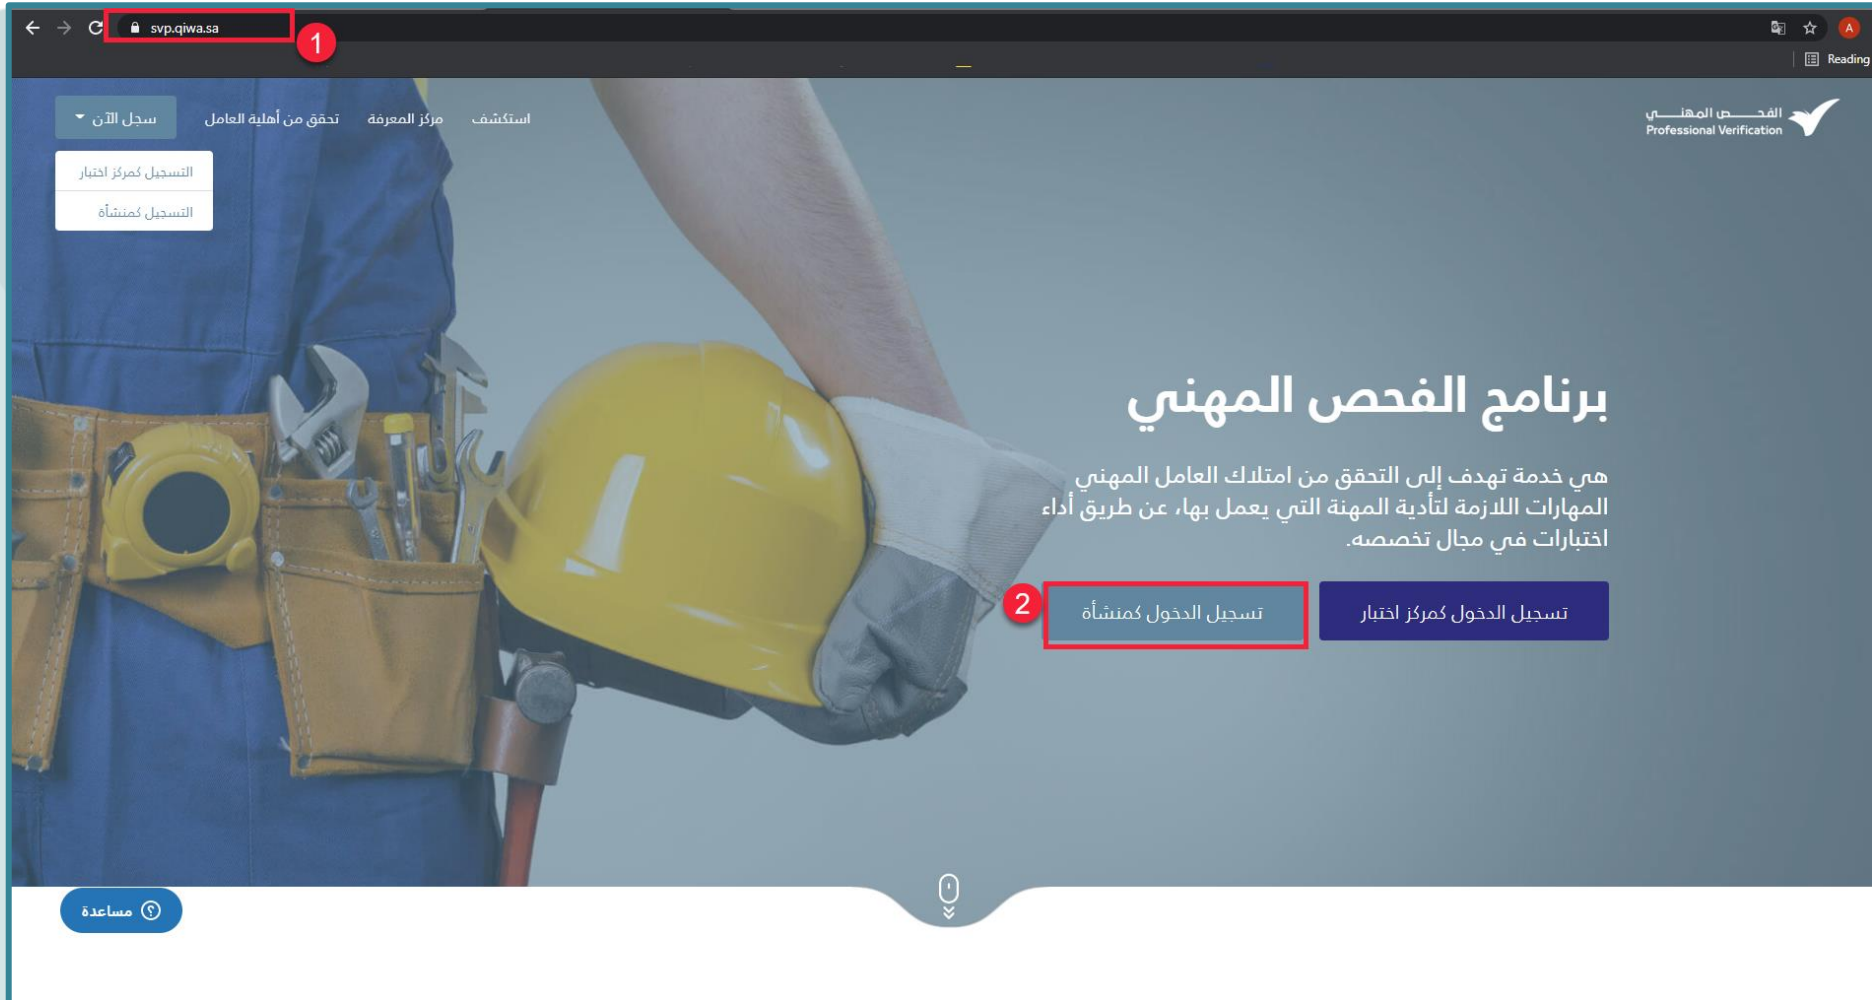 svp.qiwa.sa
1
A
Reading
الفحـــــص المهنـــــي
Professional Verification
استكشف
مركز المعرفة
تحقق من أهلية العامل
سجل الآن
التسجيل كمركز اختبار
التسجيل كمنشأة
برنامج الفحص المهني
هي خدمة تهدف إلى التحقق من امتلاك العامل المهني
المهارات اللازمة لتأدية المهنة التي يعمل بها، عن طريق أداء
اختبارات في مجال تخصصه.
تسجيل الدخول كمركز اختبار
تسجيل الدخول كمنشأة
2
مساعدة